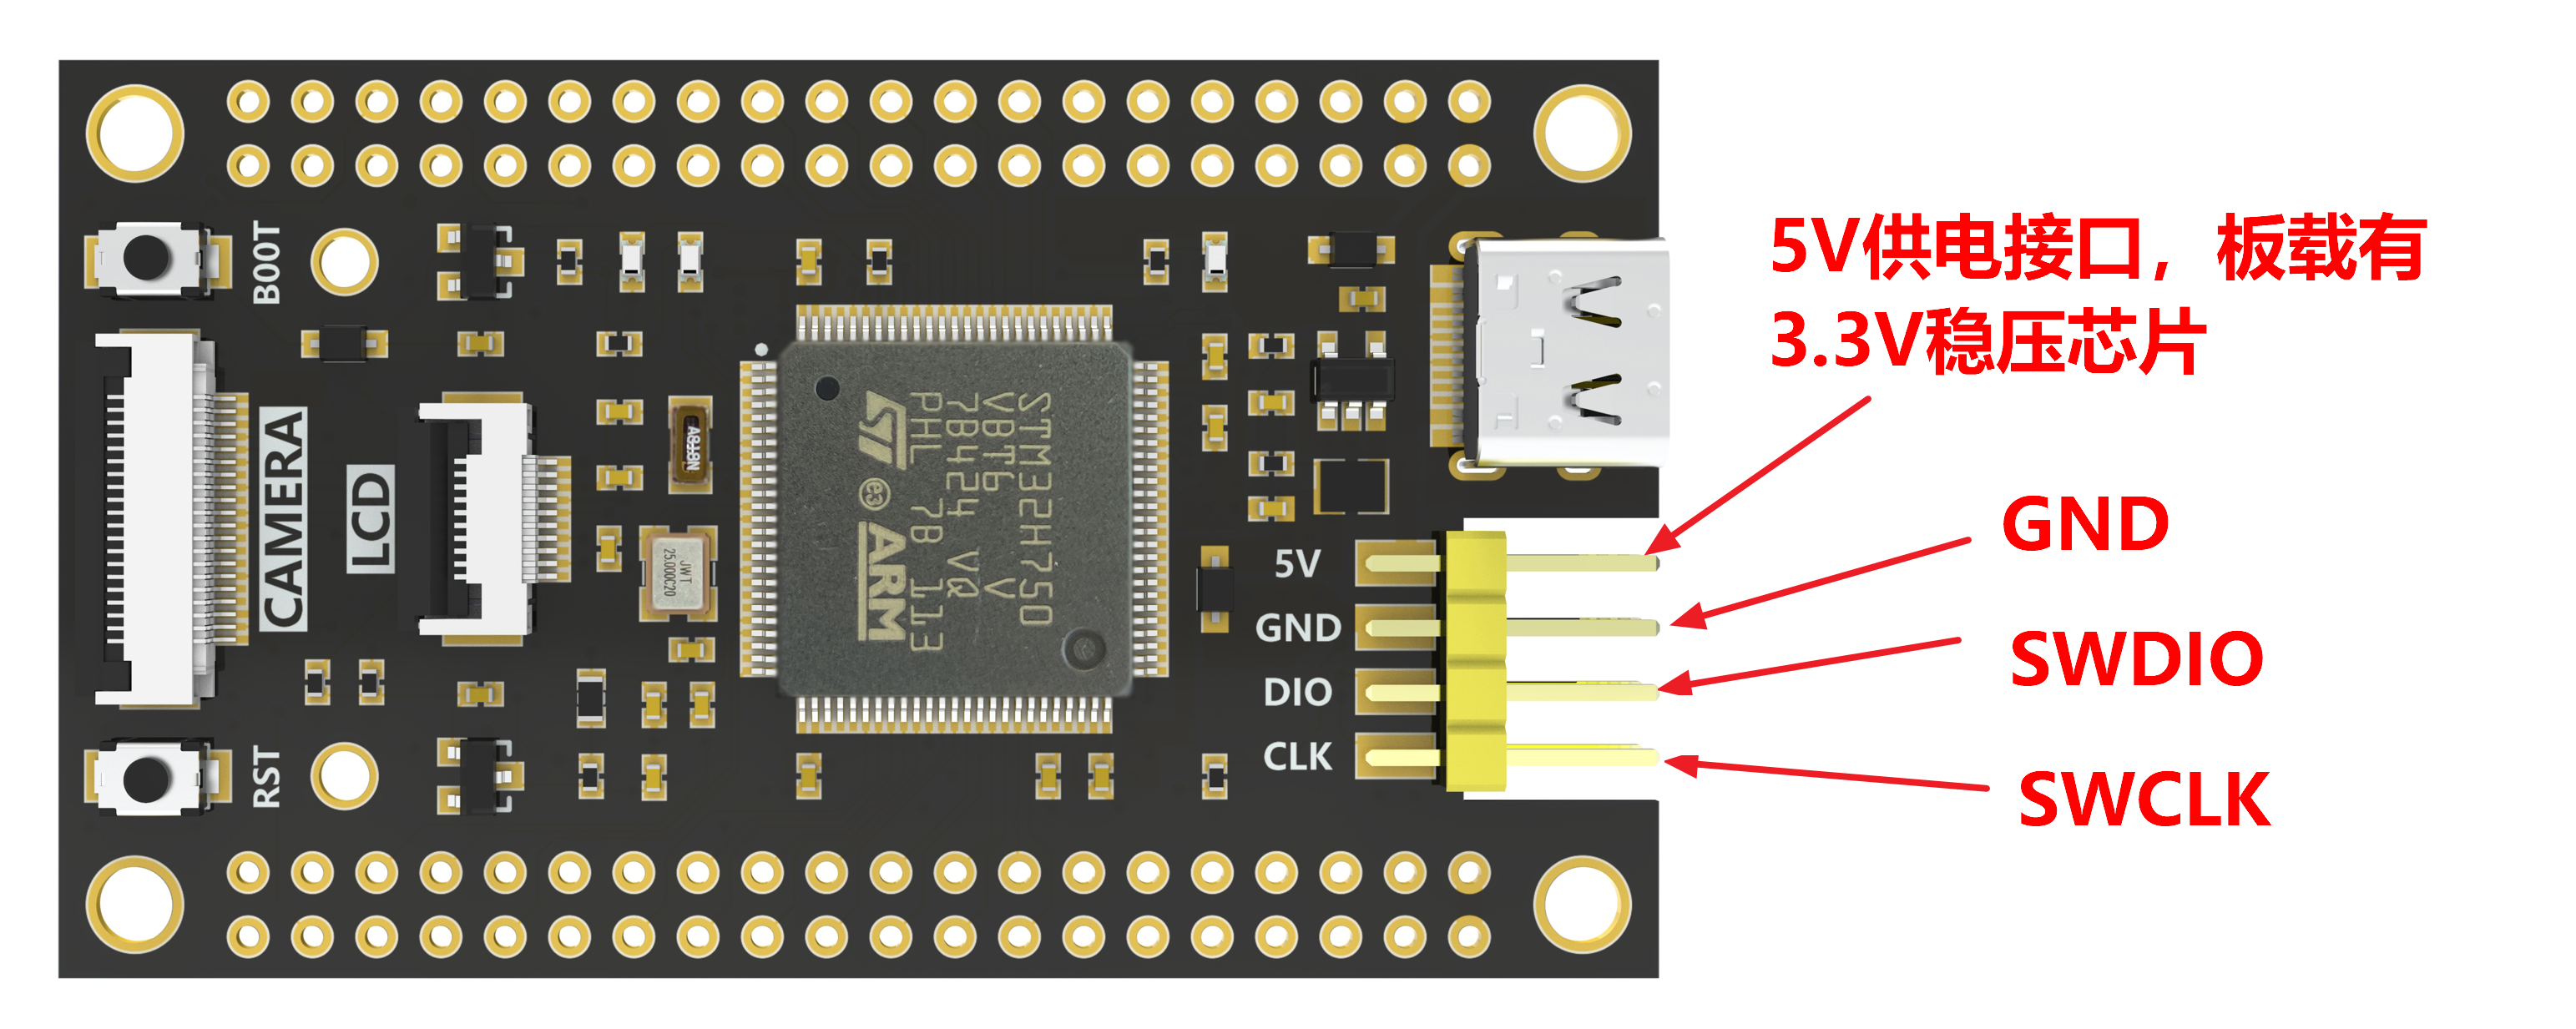 BOOT
5V供电接口，板载有
3.3V稳压芯片
CAMERA
LCD
STM32H750
VBT6 V
7B424 VQ
PHL 7B 113
e3
ARM
JWT
25.000C20
5V
GND
DIO
CLK
GND
SWDIO
SWCLK
RST